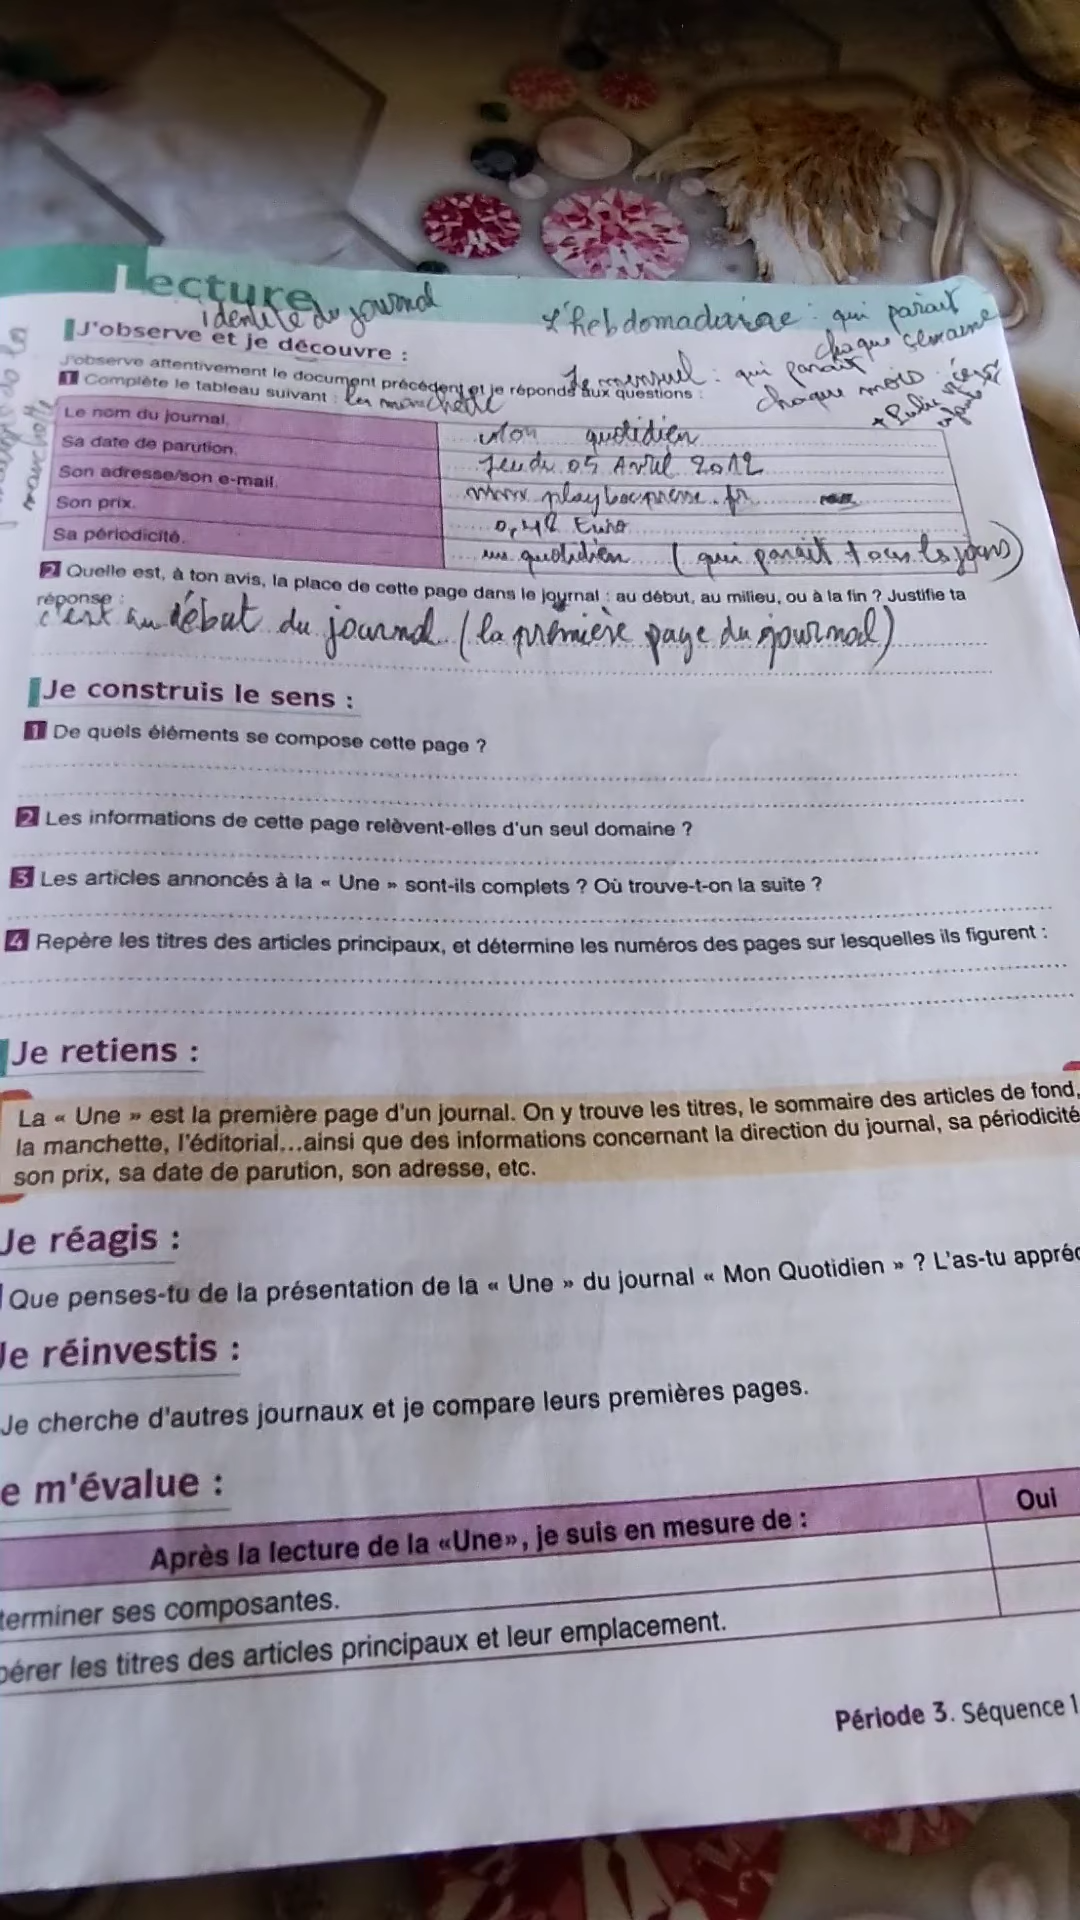 Lecture
Identité du journal
L'hebdomadaire : qui parait
chaque semaine
J'observe et je découvre :
J'observe attentivement le document précédent et je réponds aux questions :
Le mensuel : qui parait
chaque mois
1 Complète le tableau suivant : la manchette
Le nom du journal. Mon quotidien
Sa date de parution. Jeudi 05 Avril 2012
Son adresse/son e-mail. www.playbacpresse.fr
Son prix. 0,48 Euro
Sa périodicité. un quotidien (qui parait tous les jours)
2 Quelle est, à ton avis, la place de cette page dans le journal : au début, au milieu, ou à la fin ? Justifie ta
réponse :
c'est au début du journal (la première page du journal)
Je construis le sens :
1 De quels éléments se compose cette page ?
2 Les informations de cette page relèvent-elles d'un seul domaine ?
3 Les articles annoncés à la « Une » sont-ils complets ? Où trouve-t-on la suite ?
4 Repère les titres des articles principaux, et détermine les numéros des pages sur lesquelles ils figurent :
Je retiens :
La « Une » est la première page d'un journal. On y trouve les titres, le sommaire des articles de fond,
la manchette, l'éditorial...ainsi que des informations concernant la direction du journal, sa périodicité
son prix, sa date de parution, son adresse, etc.
Je réagis :
Que penses-tu de la présentation de la « Une » du journal « Mon Quotidien » ? L'as-tu appréc
Je réinvestis :
Je cherche d'autres journaux et je compare leurs premières pages.
e m'évalue :
Après la lecture de la «Une», je suis en mesure de : Oui
terminer ses composantes.
pérer les titres des articles principaux et leur emplacement.
Période 3. Séquence 1